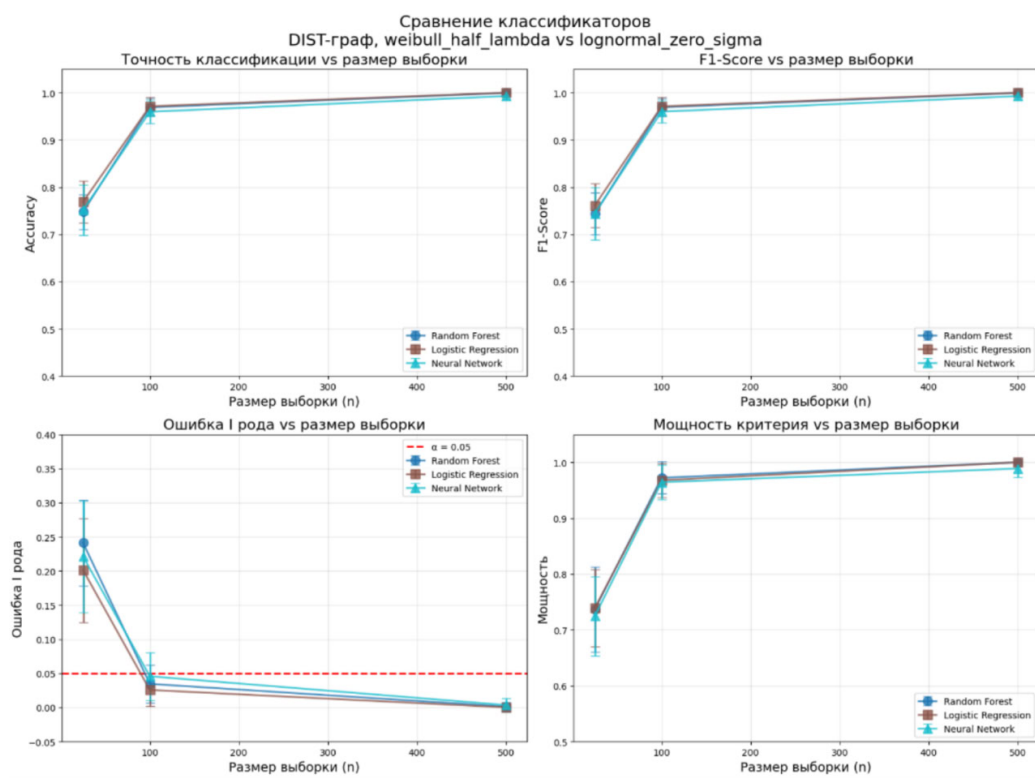 Сравнение классификаторов
DIST-граф, weibull_half_lambda vs lognormal_zero_sigma
Точность классификации vs размер выборки
Accuracy
1.0
0.9
0.8
0.7
0.6
0.5
0.4
100
200
300
400
500
Размер выборки (n)
Random Forest
Logistic Regression
Neural Network
F1-Score vs размер выборки
F1-Score
1.0
0.9
0.8
0.7
0.6
0.5
0.4
100
200
300
400
500
Размер выборки (n)
Random Forest
Logistic Regression
Neural Network
Ошибка I рода vs размер выборки
Ошибка I рода
0.40
0.35
0.30
0.25
0.20
0.15
0.10
0.05
0.00
−0.05
100
200
300
400
500
Размер выборки (n)
α = 0.05
Random Forest
Logistic Regression
Neural Network
Мощность критерия vs размер выборки
Мощность
1.0
0.9
0.8
0.7
0.6
0.5
100
200
300
400
500
Размер выборки (n)
Random Forest
Logistic Regression
Neural Network